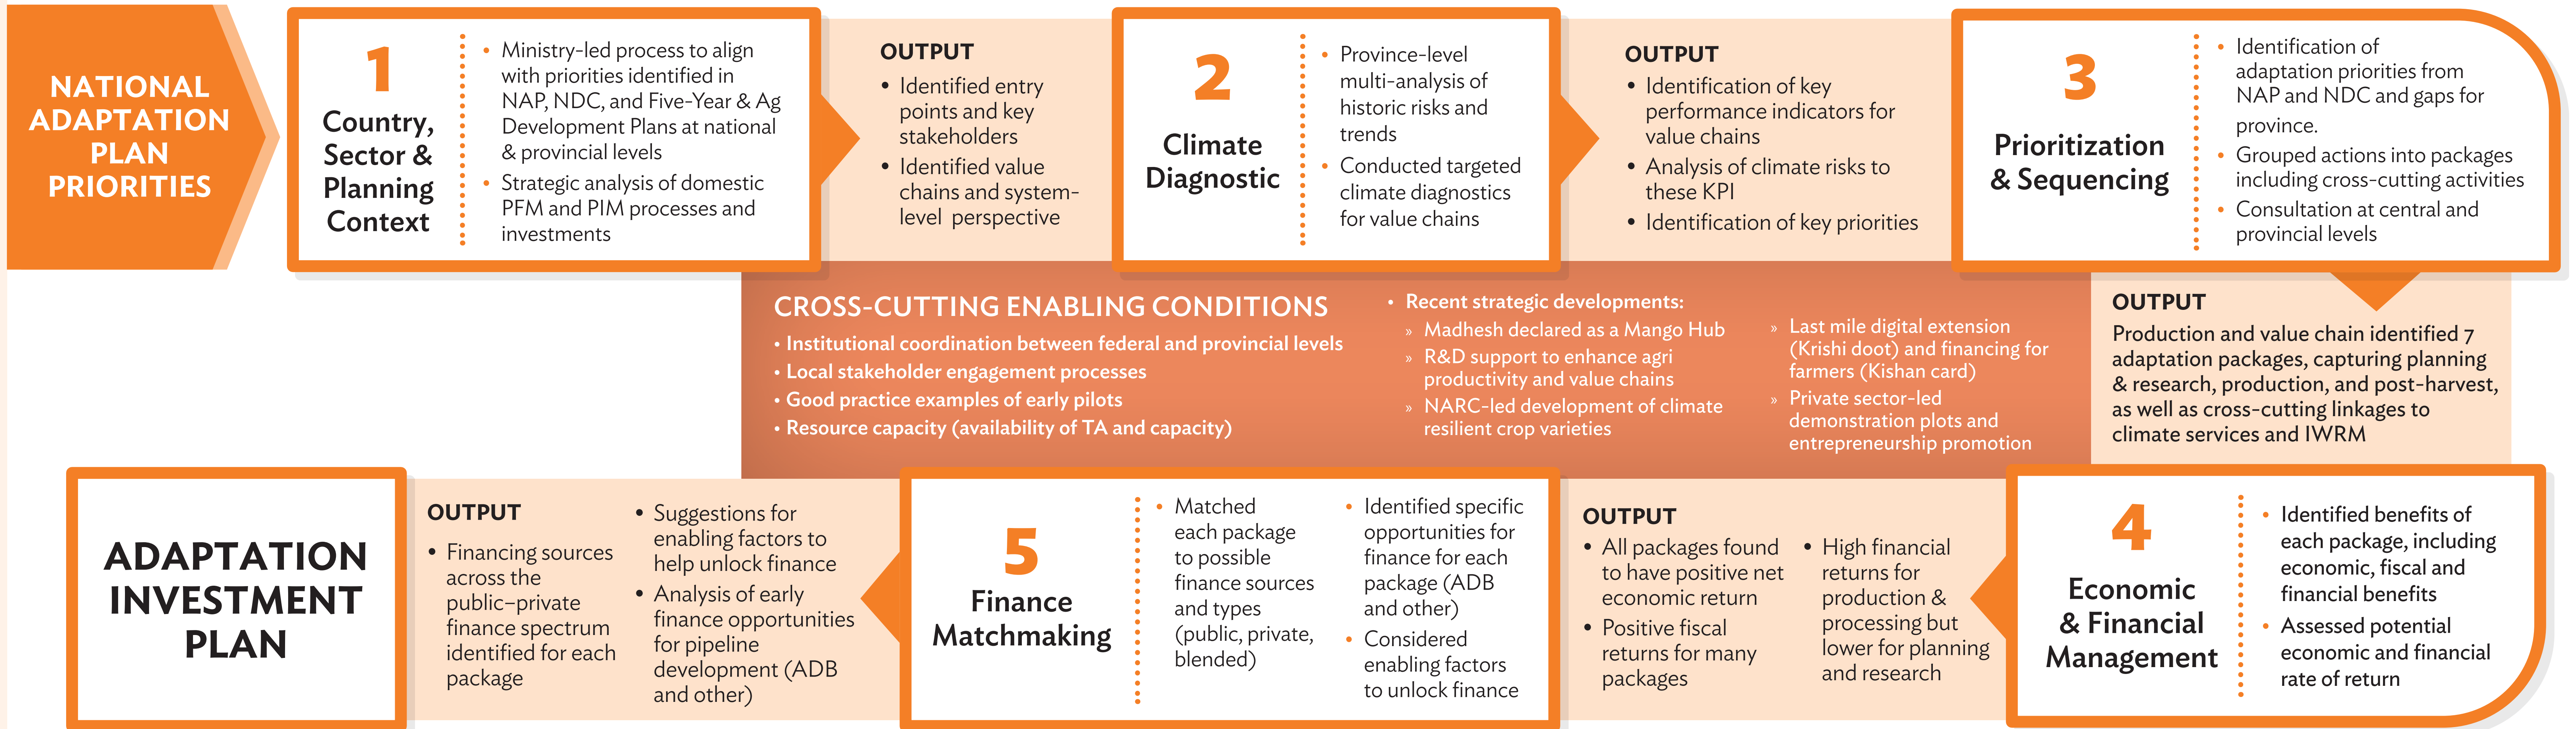 NATIONAL
ADAPTATION
PLAN
PRIORITIES
1
Country,
Sector &
Planning
Context
• Ministry-led process to align
with priorities identified in
NAP, NDC, and Five-Year & Ag
Development Plans at national
& provincial levels
• Strategic analysis of domestic
PFM and PIM processes and
investments
OUTPUT
• Identified entry
points and key
stakeholders
• Identified value
chains and system-
level perspective
2
Climate
Diagnostic
• Province-level
multi-analysis of
historic risks and
trends
• Conducted targeted
climate diagnostics
for value chains
OUTPUT
• Identification of key
performance indicators for
value chains
• Analysis of climate risks to
these KPI
• Identification of key priorities
3
Prioritization
& Sequencing
• Identification of
adaptation priorities from
NAP and NDC and gaps for
province.
• Grouped actions into packages
including cross-cutting activities
• Consultation at central and
provincial levels
CROSS-CUTTING ENABLING CONDITIONS
• Institutional coordination between federal and provincial levels
• Local stakeholder engagement processes
• Good practice examples of early pilots
• Resource capacity (availability of TA and capacity)
• Recent strategic developments:
» Madhesh declared as a Mango Hub
» R&D support to enhance agri
productivity and value chains
» NARC-led development of climate
resilient crop varieties
» Last mile digital extension
(Krishi doot) and financing for
farmers (Kishan card)
» Private sector-led
demonstration plots and
entrepreneurship promotion
OUTPUT
Production and value chain identified 7
adaptation packages, capturing planning
& research, production, and post-harvest,
as well as cross-cutting linkages to
climate services and IWRM
4
Economic
& Financial
Management
• Identified benefits of
each package, including
economic, fiscal and
financial benefits
• Assessed potential
economic and financial
rate of return
OUTPUT
• All packages found
to have positive net
economic return
• Positive fiscal
returns for many
packages
• High financial
returns for
production &
processing but
lower for planning
and research
5
Finance
Matchmaking
• Matched
each package
to possible
finance sources
and types
(public, private,
blended)
• Identified specific
opportunities for
finance for each
package (ADB
and other)
• Considered
enabling factors
to unlock finance
OUTPUT
• Financing sources
across the
public–private
finance spectrum
identified for each
package
• Suggestions for
enabling factors to
help unlock finance
• Analysis of early
finance opportunities
for pipeline
development (ADB
and other)
ADAPTATION
INVESTMENT
PLAN